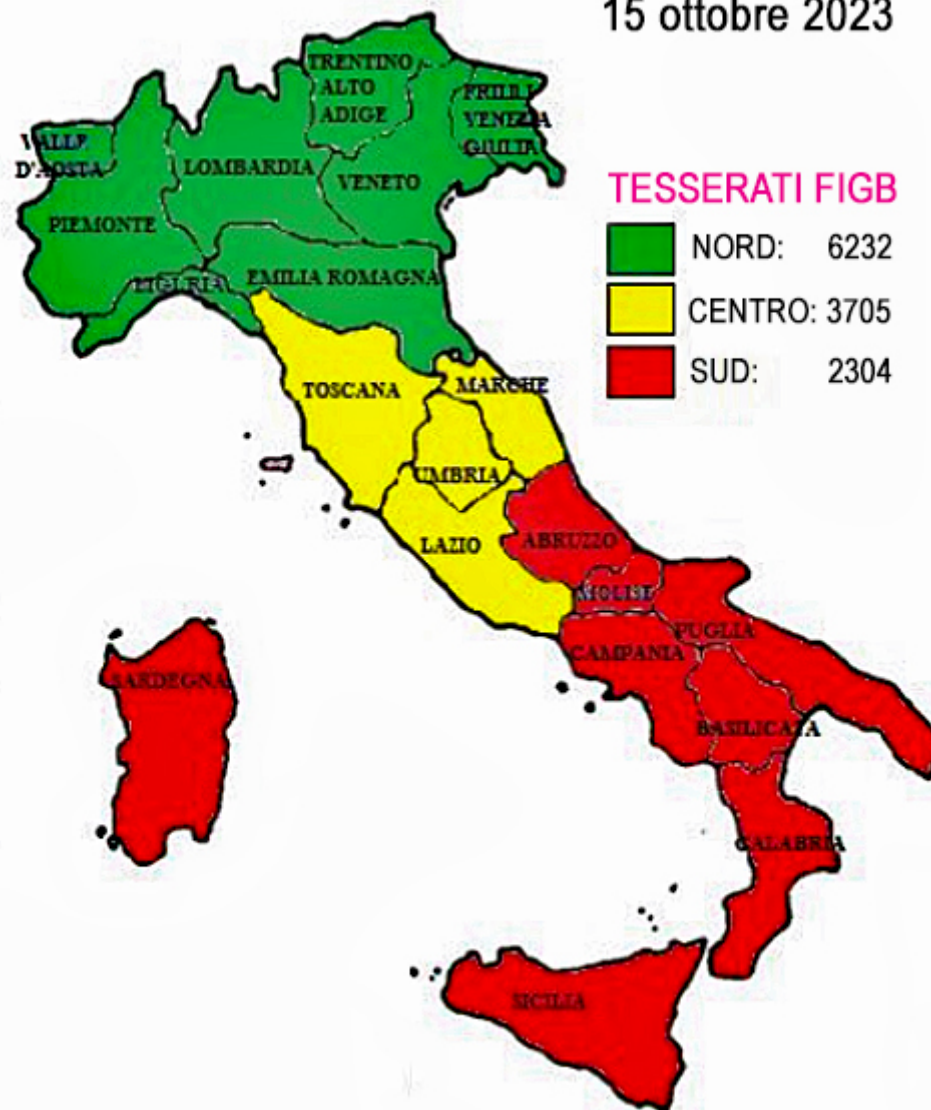 15 ottobre 2023
TRENTINO
ALTO
ADIGE
FRIULI
VENEZIA
GIULIA
VALLE
D'AOSTA
LOMBARDIA
VENETO
PIEMONTE
TESSERATI FIGB
NORD: 6232
LIGURIA
EMILIA ROMAGNA
CENTRO: 3705
SUD: 2304
TOSCANA
MARCHE
UMBRIA
LAZIO
ABRUZZO
MOLISE
PUGLIA
CAMPANIA
SARDEGNA
BASILICATA
CALABRIA
SICILIA